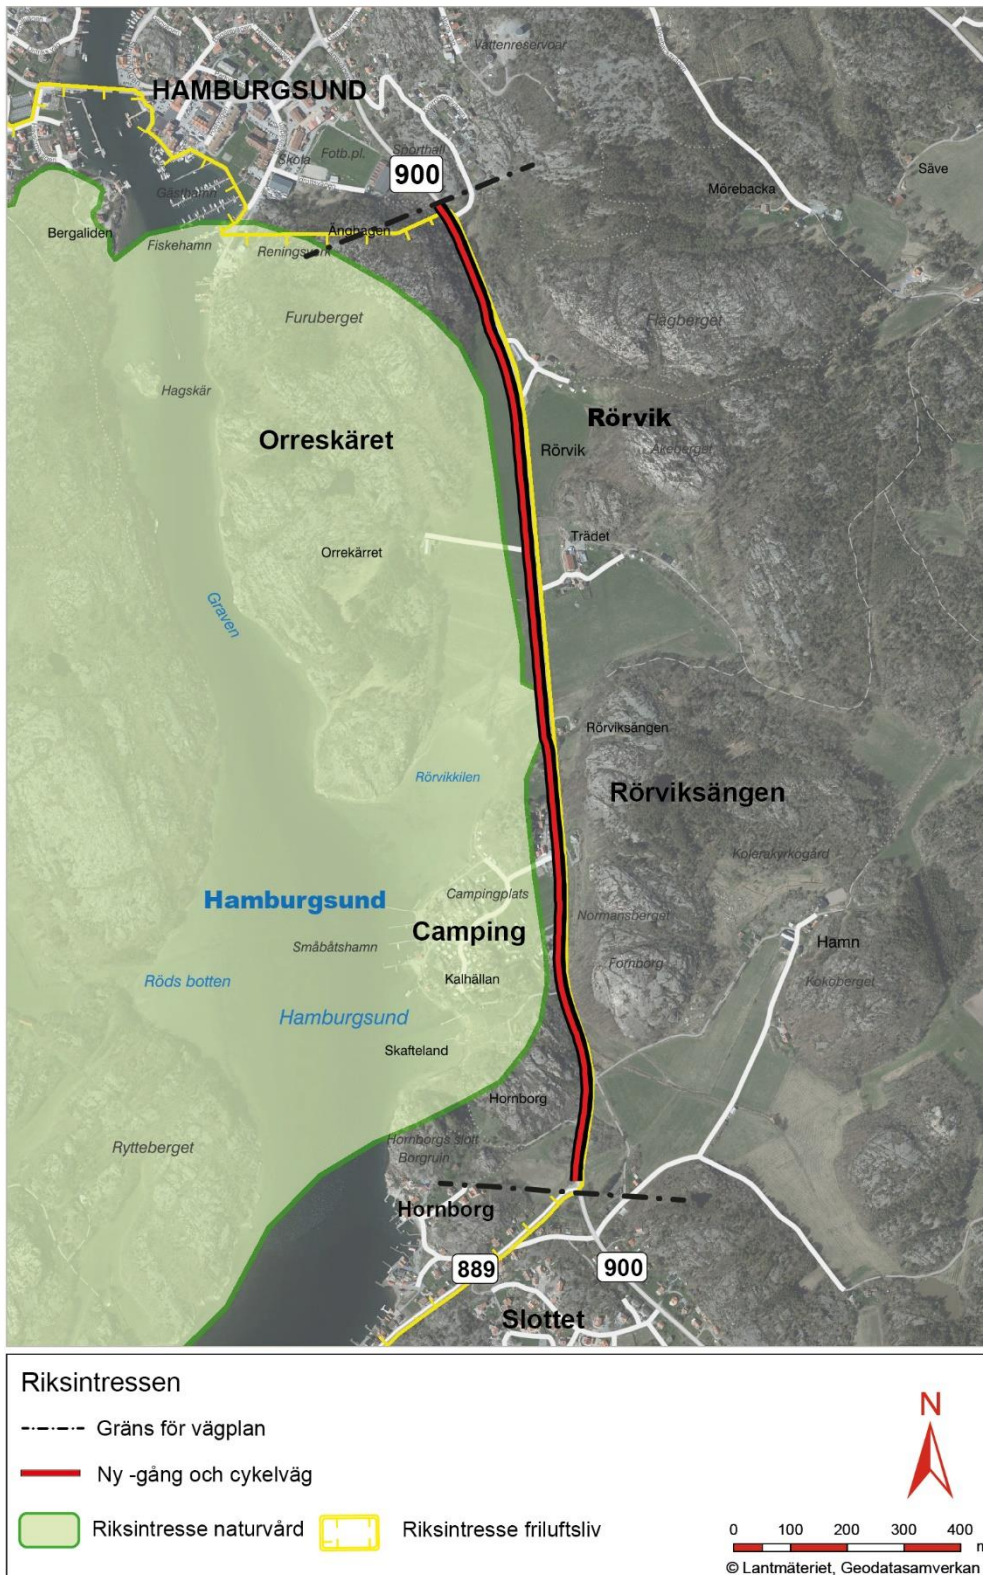 Vattenreservoar
HAMBURGSUND
Sporthall
Fotb.pl.
Skola
900
Säve
Mörebacka
Gästhamn
Bergaliden
Änghagen
Fiskehamn
Reningsverk
Furuberget
Flagberget
Hagskär
Rörvik
Orreskäret
Rörvik
Åkeberget
Trädet
Orrekärret
Graven
Rörviksängen
Rörvikkilen
Rörviksängen
Kolerakyrkogård
Campingplats
Hamburgsund
Normansberget
Camping
Hamn
Småbåtshamn
Fornborg
Röds botten
Kalhällan
Kokoberget
Hamburgsund
Skafteland
Hornborg
Rytteberget
Hornborgs slott
Borgruin
Hornborg
889
900
Slottet
Riksintressen
Gräns för vägplan
Ny -gång och cykelväg
Riksintresse naturvård
Riksintresse friluftsliv
N
0 100 200 300 400 m
© Lantmäteriet, Geodatasamverkan